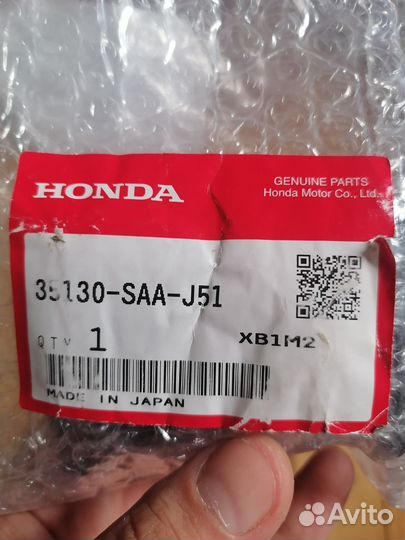 HONDA
GENUINE PARTS
Honda Motor Co., Ltd.
35130-SAA-J51
QTY 1
XB1M2
MADE IN JAPAN
Avito